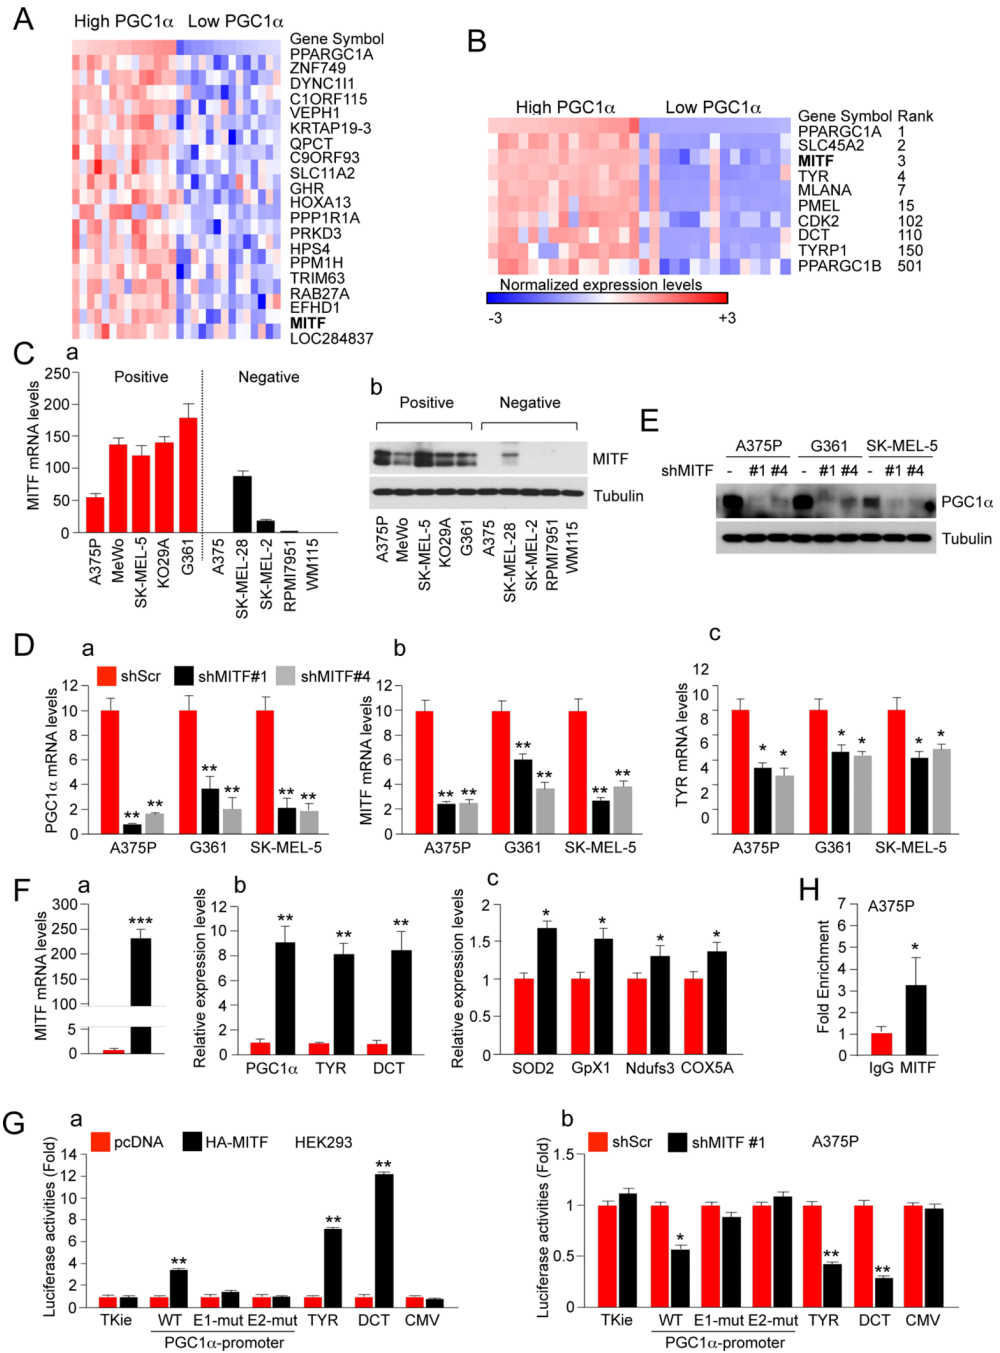 A
High PGC1α Low PGC1α
Gene Symbol
PPARGC1A
ZNF749
DYNC1I1
C1ORF115
VEPH1
KRTAP19-3
QPCT
C9ORF93
SLC11A2
GHR
HOXA13
PPP1R1A
PRKD3
HPS4
PPM1H
TRIM63
RAB27A
EFHD1
MITF
LOC284837
B
High PGC1α Low PGC1α
Gene Symbol Rank
PPARGC1A 1
SLC45A2 2
MITF 3
TYR 4
MLANA 7
PMEL 15
CDK2 102
DCT 110
TYRP1 150
PPARGC1B 501
Normalized expression levels
-3 +3
C
a
Positive Negative
MITF mRNA levels
250
200
150
100
50
0
A375P
MeWo
SK-MEL-5
KO29A
G361
A375
SK-MEL-28
SK-MEL-2
RPMI7951
WM115
b
Positive Negative
MITF
Tubulin
A375P
MeWo
SK-MEL-5
KO29A
G361
A375
SK-MEL-28
SK-MEL-2
RPMI7951
WM115
E
A375P G361 SK-MEL-5
shMITF - #1 #4 - #1 #4 - #1 #4
PGC1α
Tubulin
D
a
shScr shMITF#1 shMITF#4
PGC1α mRNA levels
12
10
8
6
4
2
0
** ** ** ** ** **
A375P G361 SK-MEL-5
b
MITF mRNA levels
12
10
8
6
4
2
0
** ** ** ** ** **
A375P G361 SK-MEL-5
c
TYR mRNA levels
12
10
8
6
4
2
0
* * * * * *
A375P G361 SK-MEL-5
F
a
MITF mRNA levels
300
250
200
150
100
5
0
***
b
Relative expression levels
12
10
8
6
4
2
0
** ** **
PGC1α TYR DCT
c
Relative expression levels
2
1.5
1
0.5
0
* * * *
SOD2 GpX1 Ndufs3 COX5A
H
A375P
Fold Enrichment
7
6
5
4
3
2
1
0
*
IgG MITF
G
a
pcDNA HA-MITF HEK293
Luciferase activities (Fold)
14
12
10
8
6
4
2
0
** ** **
TKie WT E1-mut E2-mut TYR DCT CMV
PGC1α-promoter
b
shScr shMITF #1 A375P
Luciferase activities (Fold)
1.5
1
0.5
0
* ** **
TKie WT E1-mut E2-mut TYR DCT CMV
PGC1α-promoter